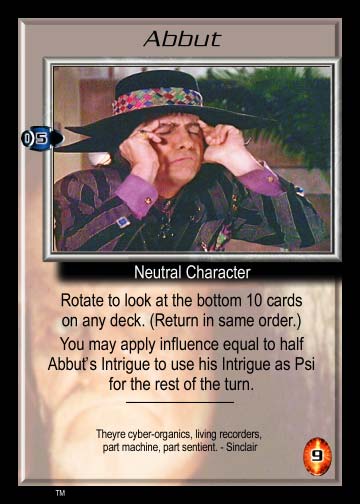 Abbut
5
Neutral Character
Rotate to look at the bottom 10 cards
on any deck. (Return in same order.)
You may apply influence equal to half
Abbut's Intrigue to use his Intrigue as Psi
for the rest of the turn.
Theyre cyber-organics, living recorders,
part machine, part sentient. - Sinclair
9
TM